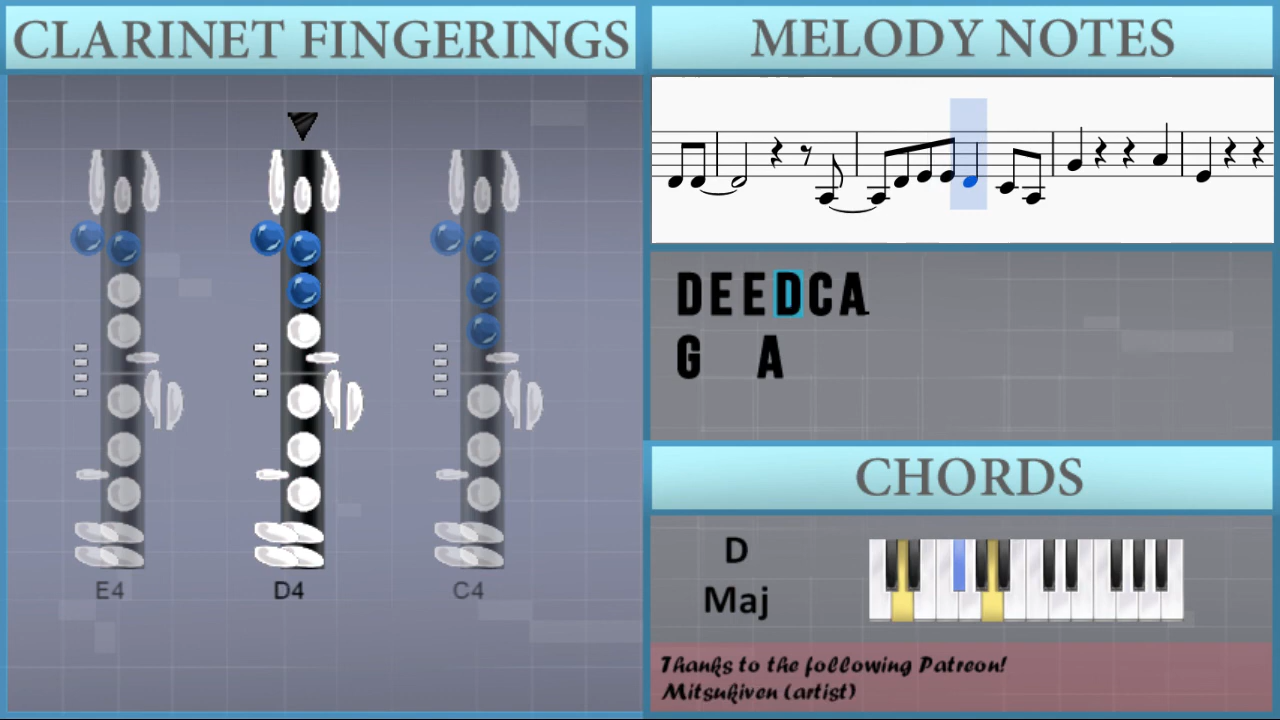 CLARINET FINGERINGS
E4
D4
C4
MELODY NOTES
DEEDCA
G A
CHORDS
D
Maj
Thanks to the following Patreon!
Mitsukiven (artist)